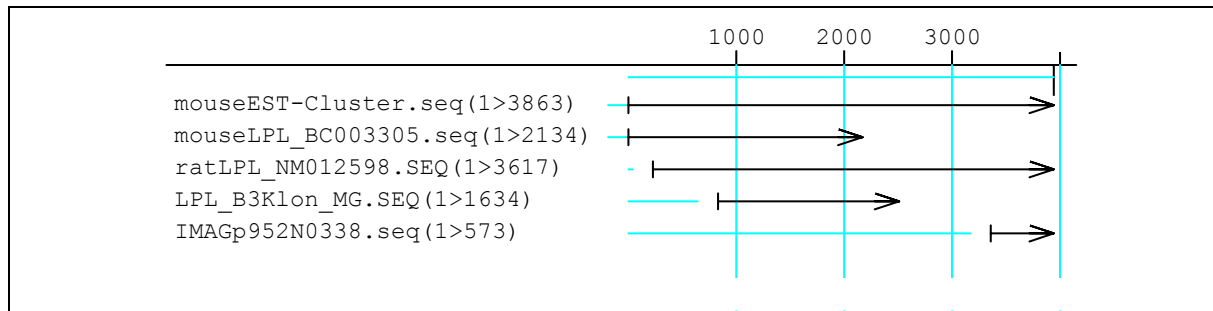 1000 2000 3000
mouseEST-Cluster.seq(1>3863)
mouseLPL_BC003305.seq(1>2134)
ratLPL_NM012598.SEQ(1>3617)
LPL_B3Klon_MG.SEQ(1>1634)
IMAGp952N0338.seq(1>573)